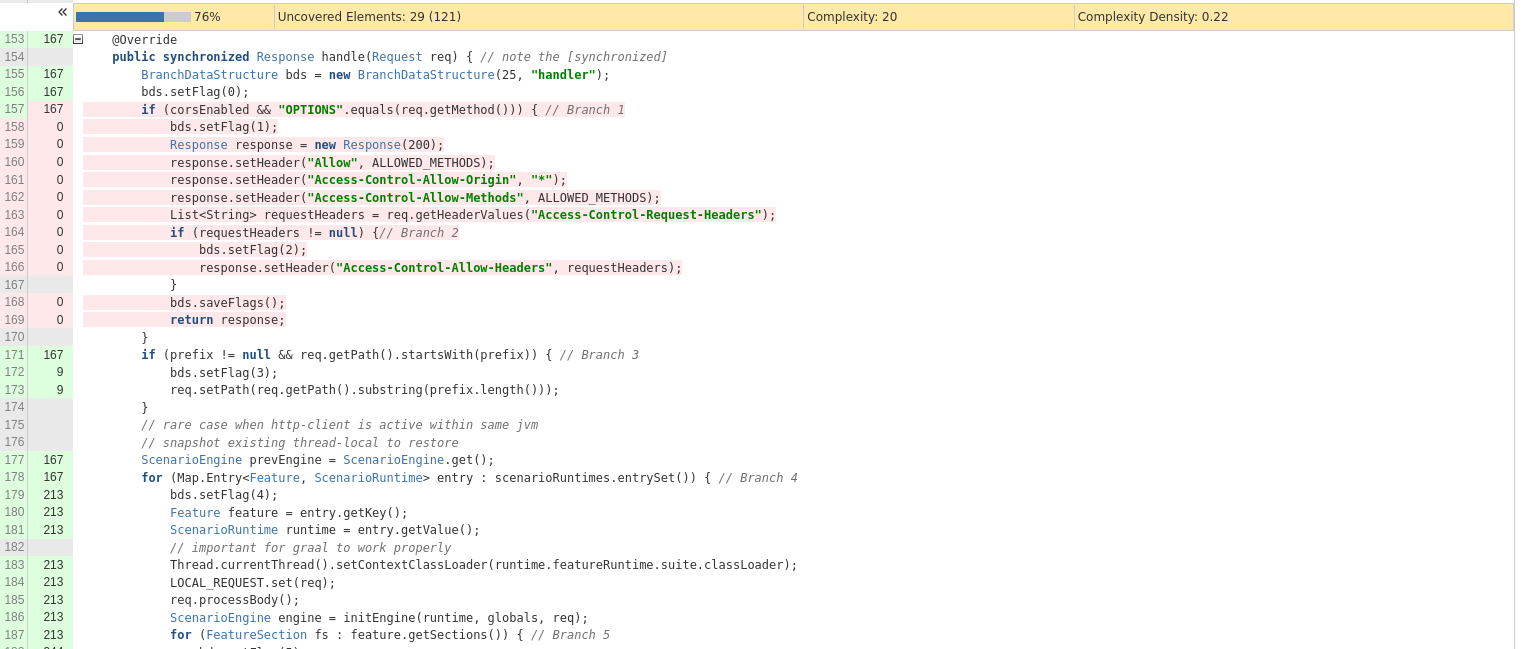 « 76% Uncovered Elements: 29 (121) Complexity: 20 Complexity Density: 0.22
153 167 @Override
154 public synchronized Response handle(Request req) { // note the [synchronized]
155 167 BranchDataStructure bds = new BranchDataStructure(25, "handler");
156 167 bds.setFlag(0);
157 167 if (corsEnabled && "OPTIONS".equals(req.getMethod())) { // Branch 1
158 0 bds.setFlag(1);
159 0 Response response = new Response(200);
160 0 response.setHeader("Allow", ALLOWED_METHODS);
161 0 response.setHeader("Access-Control-Allow-Origin", "*");
162 0 response.setHeader("Access-Control-Allow-Methods", ALLOWED_METHODS);
163 0 List<String> requestHeaders = req.getHeaderValues("Access-Control-Request-Headers");
164 0 if (requestHeaders != null) {// Branch 2
165 0 bds.setFlag(2);
166 0 response.setHeader("Access-Control-Allow-Headers", requestHeaders);
167 }
168 0 bds.saveFlags();
169 0 return response;
170 }
171 167 if (prefix != null && req.getPath().startsWith(prefix)) { // Branch 3
172 9 bds.setFlag(3);
173 9 req.setPath(req.getPath().substring(prefix.length()));
174 }
175 // rare case when http-client is active within same jvm
176 // snapshot existing thread-local to restore
177 167 ScenarioEngine prevEngine = ScenarioEngine.get();
178 167 for (Map.Entry<Feature, ScenarioRuntime> entry : scenarioRuntimes.entrySet()) { // Branch 4
179 213 bds.setFlag(4);
180 213 Feature feature = entry.getKey();
181 213 ScenarioRuntime runtime = entry.getValue();
182 // important for graal to work properly
183 213 Thread.currentThread().setContextClassLoader(runtime.featureRuntime.suite.classLoader);
184 213 LOCAL_REQUEST.set(req);
185 213 req.processBody();
186 213 ScenarioEngine engine = initEngine(runtime, globals, req);
187 213 for (FeatureSection fs : feature.getSections()) { // Branch 5